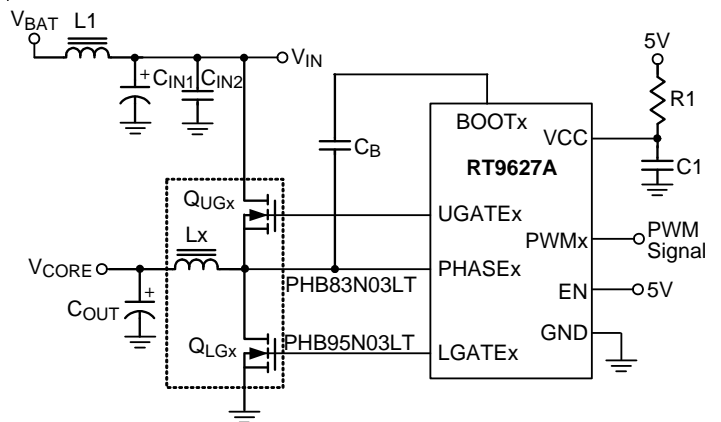 VBAT
L1
CIN1
CIN2
VIN
5V
R1
BOOTx
VCC
C1
CB
RT9627A
QUGx
UGATEx
PWMx
PWM
Signal
Lx
VCORE
PHASEx
PHB83N03LT
EN
5V
COUT
GND
QLGx
PHB95N03LT
LGATEx